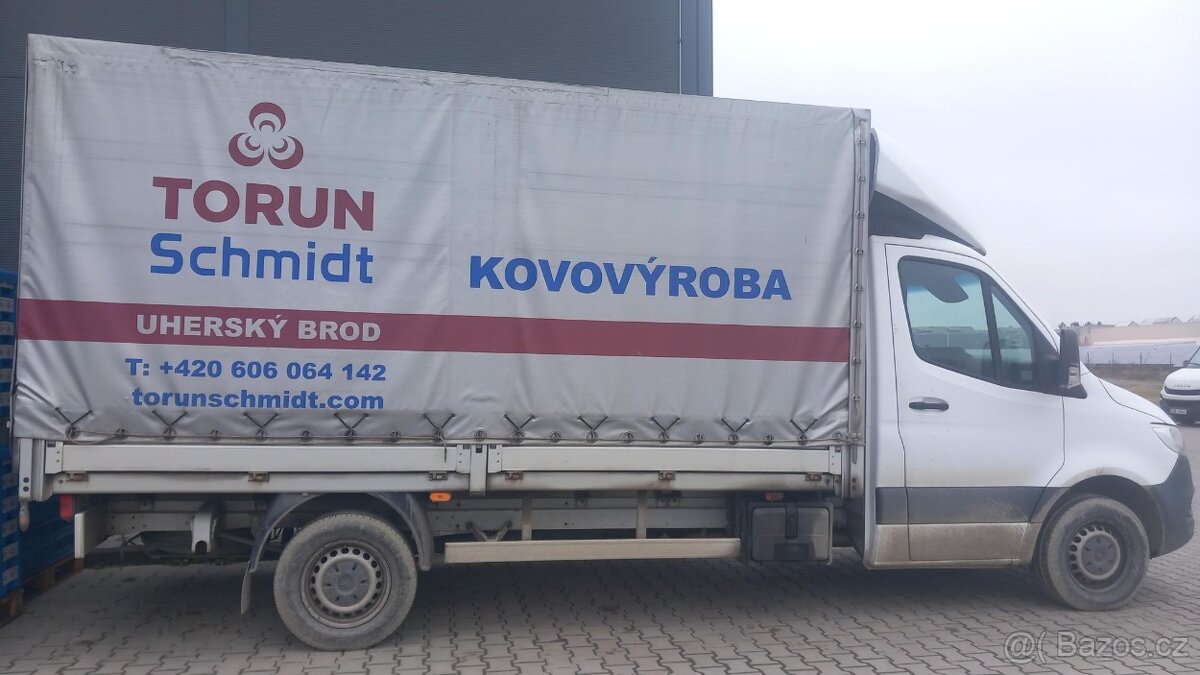 TORUN
Schmidt
KOVOVÝROBA
UHERSKÝ BROD
T: +420 606 064 142
torunschmidt.com
@( Bazos.cz